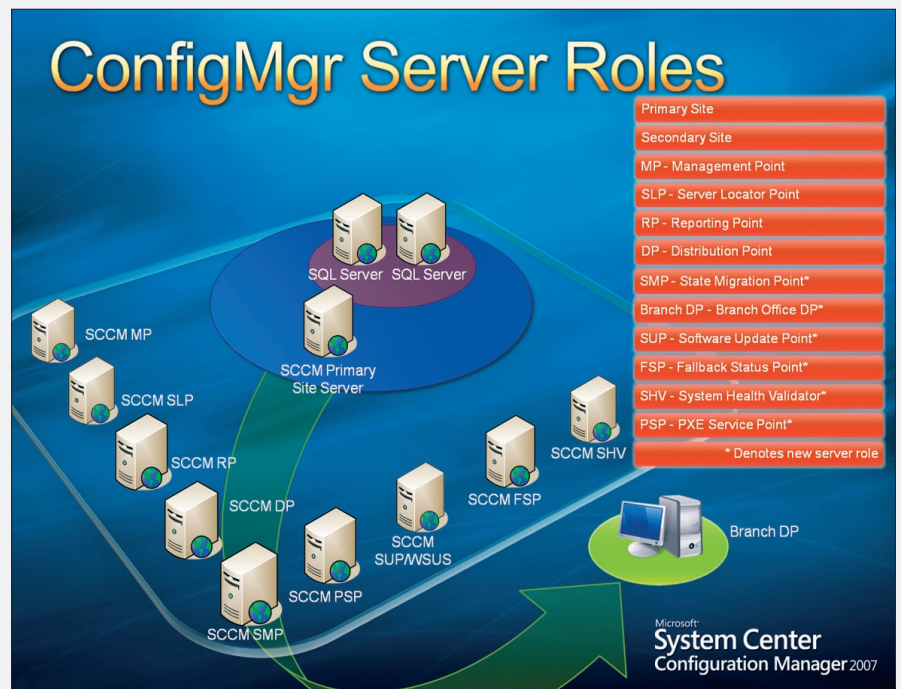 ConfigMgr Server Roles
Primary Site
Secondary Site
MP - Management Point
SLP - Server Locator Point
RP - Reporting Point
DP - Distribution Point
SMP - State Migration Point*
Branch DP - Branch Office DP*
SUP - Software Update Point*
FSP - Fallback Status Point*
SHV - System Health Validator*
PSP - PXE Service Point*
* Denotes new server role
SQL Server
SQL Server
SCCM Primary
Site Server
SCCM MP
SCCM SLP
SCCM RP
SCCM DP
SCCM SMP
SCCM PSP
SCCM
SUP/WSUS
SCCM FSP
SCCM SHV
Branch DP
Microsoft
System Center
Configuration Manager 2007